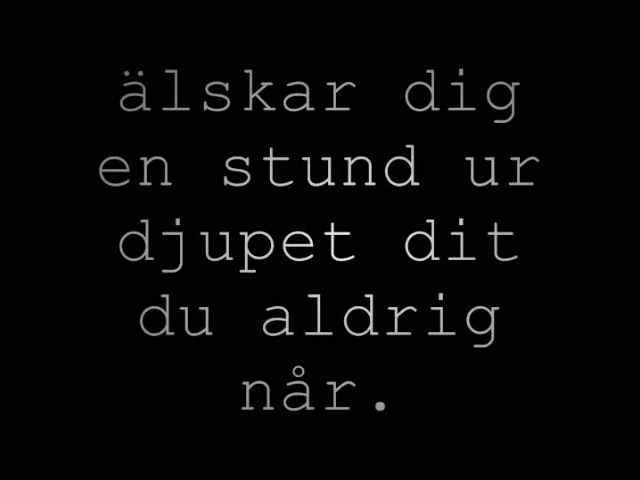 älskar dig
en stund ur
djupet dit
du aldrig
når.